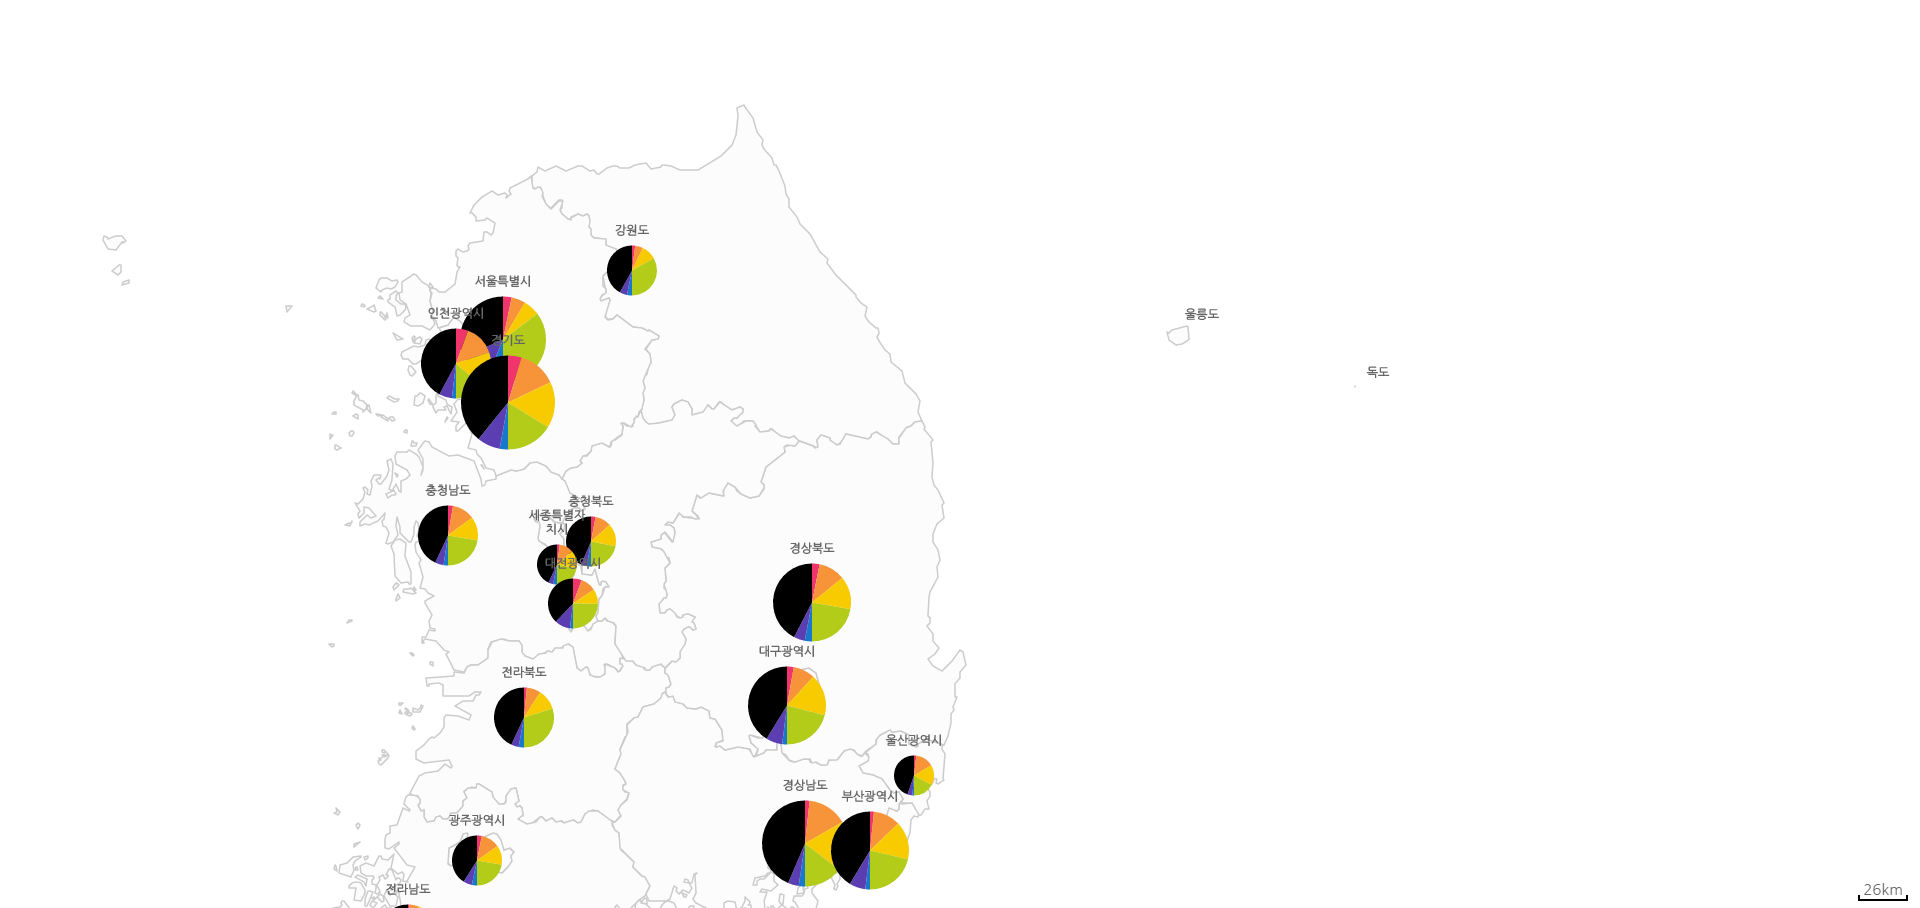 강원도
서울특별시
인천광역시
울릉도
경기도
독도
충청남도
충청북도
세종특별자
치시
경상북도
대전광역시
대구광역시
전라북도
울산광역시
경상남도
부산광역시
광주광역시
전라남도
26km